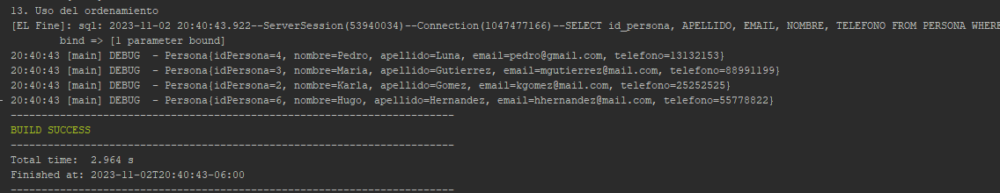 13. Uso del ordenamiento
[EL Fine]: sql: 2023-11-02 20:40:43.922--ServerSession(53940034)--Connection(1047477166)--SELECT id_persona, APELLIDO, EMAIL, NOMBRE, TELEFONO FROM PERSONA WHERE
bind => [1 parameter bound]
20:40:43 [main] DEBUG  - Persona{idPersona=4, nombre=Pedro, apellido=Luna, email=pedro@gmail.com, telefono=13132153}
20:40:43 [main] DEBUG  - Persona{idPersona=3, nombre=Maria, apellido=Gutierrez, email=mgutierrez@mail.com, telefono=88991199}
20:40:43 [main] DEBUG  - Persona{idPersona=2, nombre=Karla, apellido=Gomez, email=kgomez@mail.com, telefono=25252525}
20:40:43 [main] DEBUG  - Persona{idPersona=6, nombre=Hugo, apellido=Hernandez, email=hhernandez@mail.com, telefono=55778822}
------------------------------------------------------------------------
BUILD SUCCESS
------------------------------------------------------------------------
Total time:  2.964 s
Finished at: 2023-11-02T20:40:43-06:00
------------------------------------------------------------------------